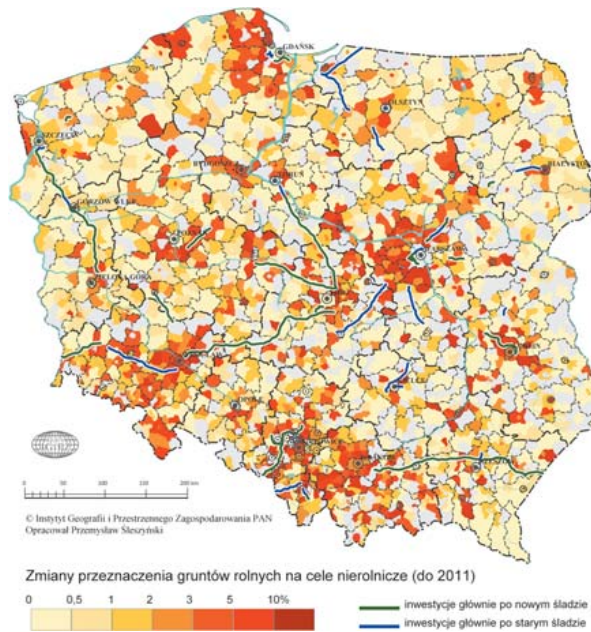 GDAŃSK
OLSZTYN
SZCZECIN
BYDGOSZCZ
BIAŁYSTOK
TORUŃ
GORZÓW WLKP.
POZNAŃ
WARSZAWA
ZIELONA GÓRA
OPOLE
KATOWICE
0 50 100 200 km
© Instytut Geografii i Przestrzennego Zagospodarowania PAN
Opracował Przemysław Śleszyński
Zmiany przeznaczenia gruntów rolnych na cele nierolnicze (do 2011)
0 0,5 1 2 3 5 10%
inwestycje głównie po nowym śladzie
inwestycje głównie po starym śladzie